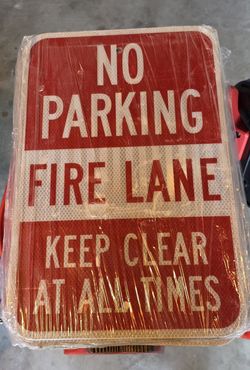 NO
PARKING
FIRE LANE
KEEP CLEAR
AT ALL TIMES